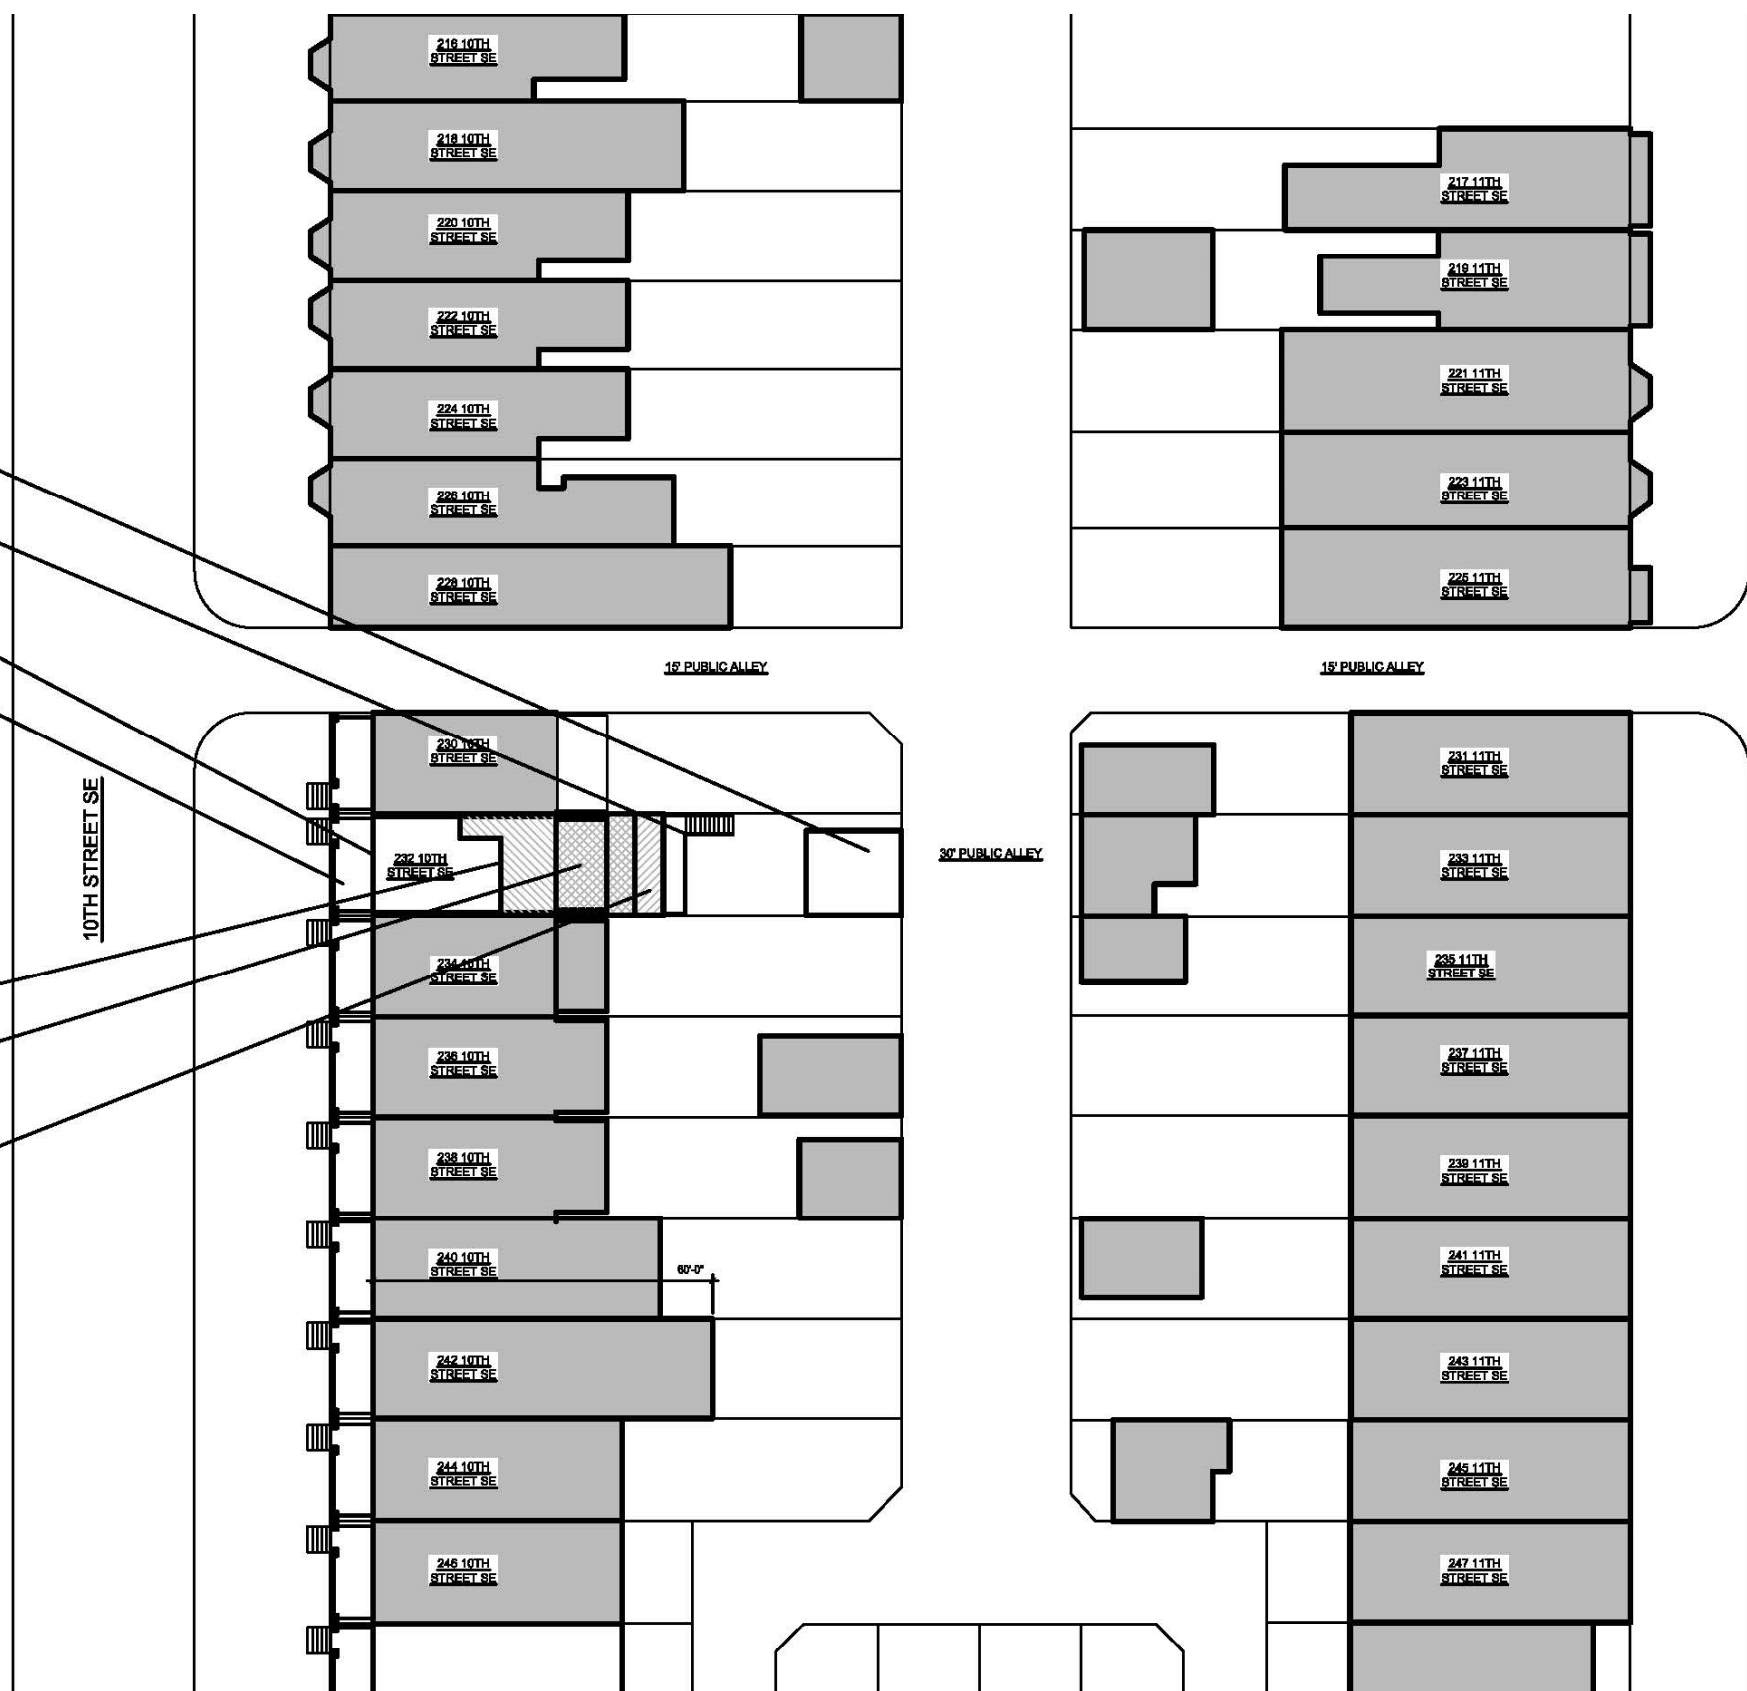 216 10TH
STREET SE
218 10TH
STREET SE
220 10TH
STREET SE
222 10TH
STREET SE
224 10TH
STREET SE
226 10TH
STREET SE
228 10TH
STREET SE
217 11TH
STREET SE
219 11TH
STREET SE
221 11TH
STREET SE
223 11TH
STREET SE
225 11TH
STREET SE
15' PUBLIC ALLEY
15' PUBLIC ALLEY
10TH STREET SE
230 10TH
STREET SE
232 10TH
STREET SE
234 10TH
STREET SE
236 10TH
STREET SE
238 10TH
STREET SE
240 10TH
STREET SE
60'-0"
242 10TH
STREET SE
244 10TH
STREET SE
246 10TH
STREET SE
30' PUBLIC ALLEY
231 11TH
STREET SE
233 11TH
STREET SE
235 11TH
STREET SE
237 11TH
STREET SE
239 11TH
STREET SE
241 11TH
STREET SE
243 11TH
STREET SE
245 11TH
STREET SE
247 11TH
STREET SE